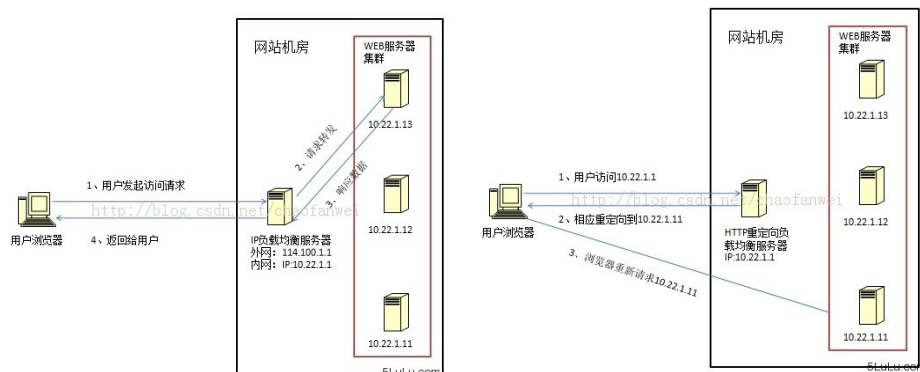 网站机房
WEB服务器
集群
10.22.1.13
2、请求转发
3、响应数据
1、用户发起访问请求
http://blog.csdn.net/chaofanwei
4、返回给用户
用户浏览器
IP负载均衡服务器
外网：114.100.1.1
内网：IP:10.22.1.1
10.22.1.12
10.22.1.11
5LuLu.com
网站机房
WEB服务器
集群
10.22.1.13
1、用户访问10.22.1.1
http://blog.csdn.net/chaofanwei
2、相应重定向到10.22.1.11
用户浏览器
HTTP重定向负
载均衡服务器
IP:10.22.1.1
3、浏览器重新请求10.22.1.11
10.22.1.12
10.22.1.11
5LuLu.com